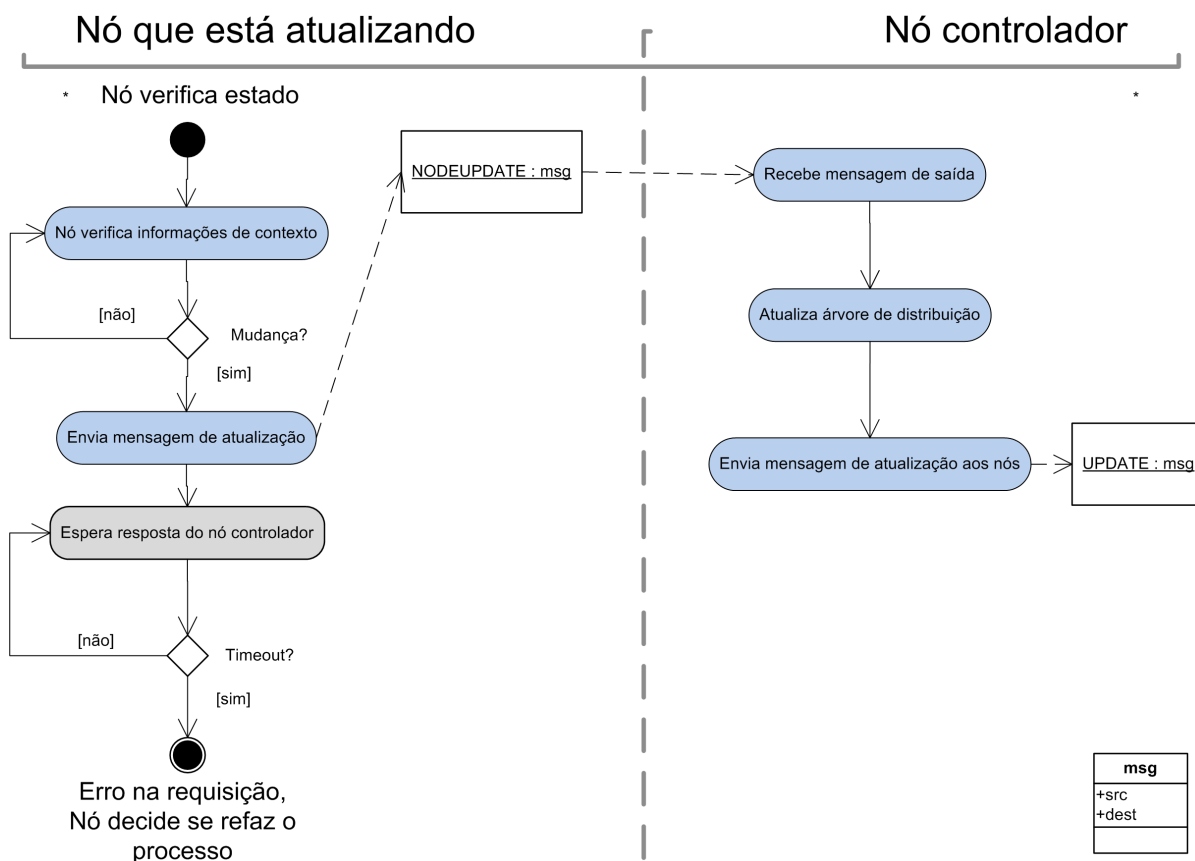 Nó que está atualizando
Nó controlador
* Nó verifica estado
*
NODEUPDATE : msg
Recebe mensagem de saída
Nó verifica informações de contexto
[não]
Mudança?
[sim]
Atualiza árvore de distribuição
Envia mensagem de atualização
Envia mensagem de atualização aos nós
UPDATE : msg
Espera resposta do nó controlador
[não]
Timeout?
[sim]
Erro na requisição,
Nó decide se refaz o
processo
msg
+src
+dest